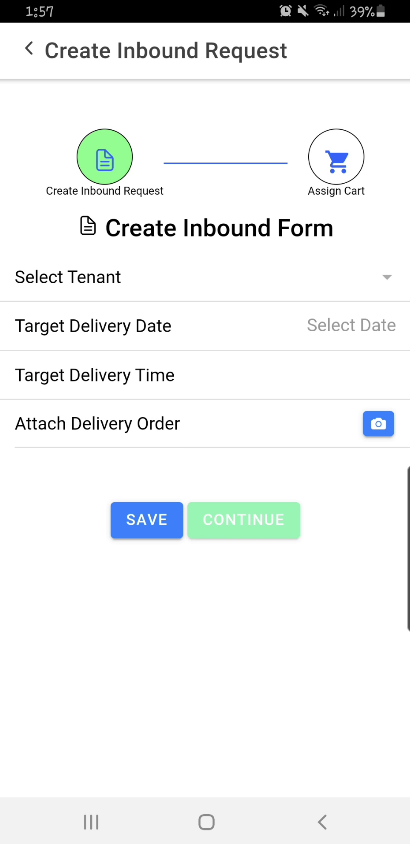 1:57
39%
Create Inbound Request
Create Inbound Request
Assign Cart
Create Inbound Form
Select Tenant
Target Delivery Date
Select Date
Target Delivery Time
Attach Delivery Order
SAVE
CONTINUE